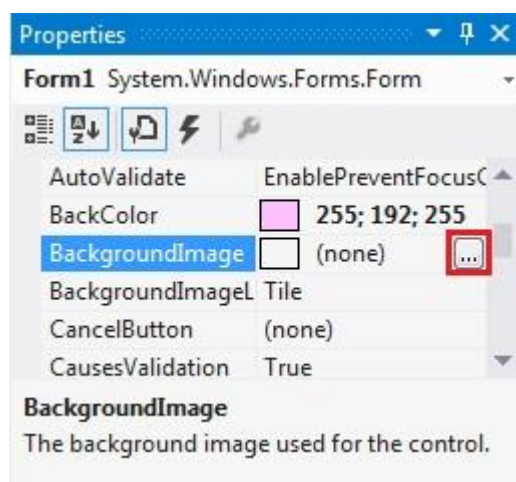 Properties
Form1 System.Windows.Forms.Form
AutoValidate EnablePreventFocusC
BackColor 255; 192; 255
BackgroundImage (none) ...
BackgroundImageL Tile
CancelButton (none)
CausesValidation True
BackgroundImage
The background image used for the control.